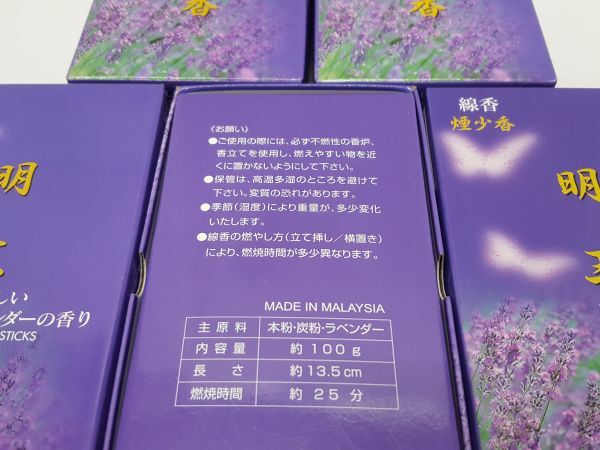 香
香
明
しい
ダーの香り
STICKS
《お願い》
●ご使用の際には、必ず不燃性の香炉、
香立てを使用し、燃えやすい物を近
くに置かないようにして下さい。
●保管は、高温多湿のところを避けて
下さい。変質の恐れがあります。
●季節(湿度)により重量が、多少変化
いたします。
●線香の燃やし方(立て挿し/横置き)
により、燃焼時間が多少異なります。
MADE IN MALAYSIA
主原料 本粉・炭粉・ラベンダー
内容量 約100g
長さ 約13.5cm
燃焼時間 約25分
線香
煙少香
明